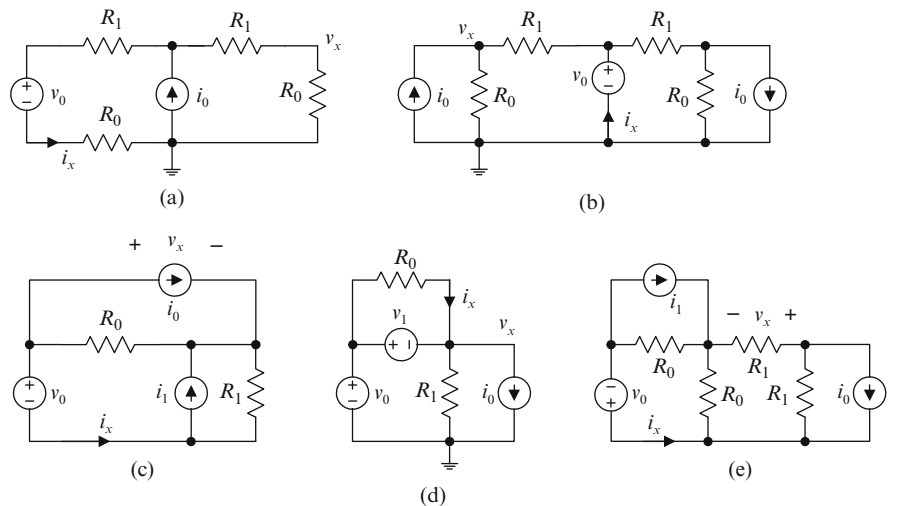 R₁ R₁ vₓ
+ − v₀ i₀ R₀
R₀
iₓ
(a)
vₓ R₁ R₁
i₀ R₀ v₀ + − R₀ i₀
iₓ
(b)
+ vₓ −
i₀
R₀
+ − v₀ i₁ R₁
iₓ
(c)
R₀
iₓ
v₁ vₓ
+ −
+ − v₀ R₁ i₀
(d)
i₁
− vₓ +
R₀ R₁
− + v₀ R₀ R₁ i₀
iₓ
(e)